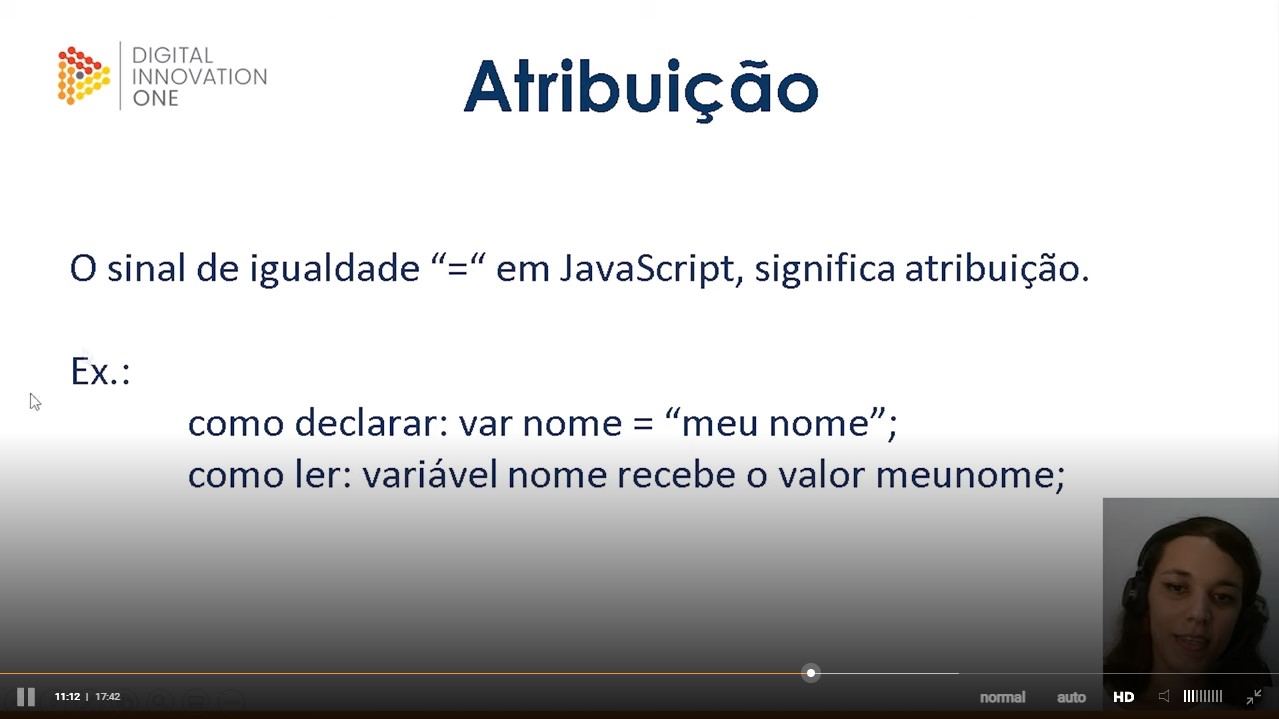 DIGITAL
INNOVATION
ONE
Atribuição
O sinal de igualdade “=“ em JavaScript, significa atribuição.
Ex.:
como declarar: var nome = “meu nome”;
como ler: variável nome recebe o valor meunome;
11:12 | 17:42
normal auto HD